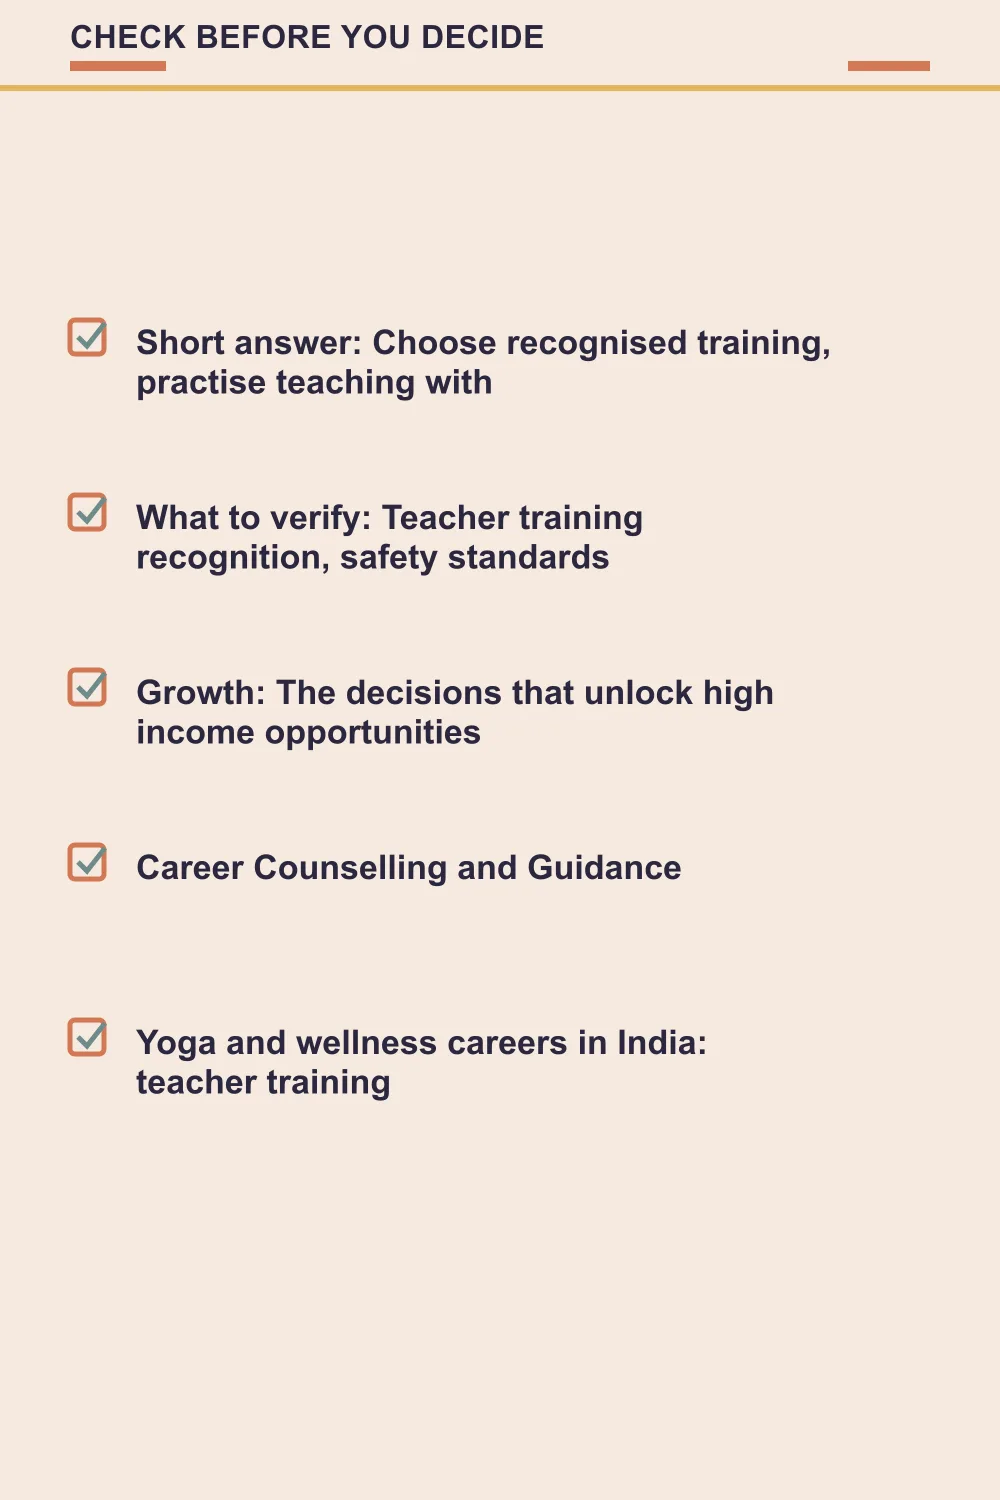 CHECK BEFORE YOU DECIDE
Short answer: Choose recognised training,
practise teaching with
What to verify: Teacher training
recognition, safety standards
Growth: The decisions that unlock high
income opportunities
Career Counselling and Guidance
Yoga and wellness careers in India:
teacher training